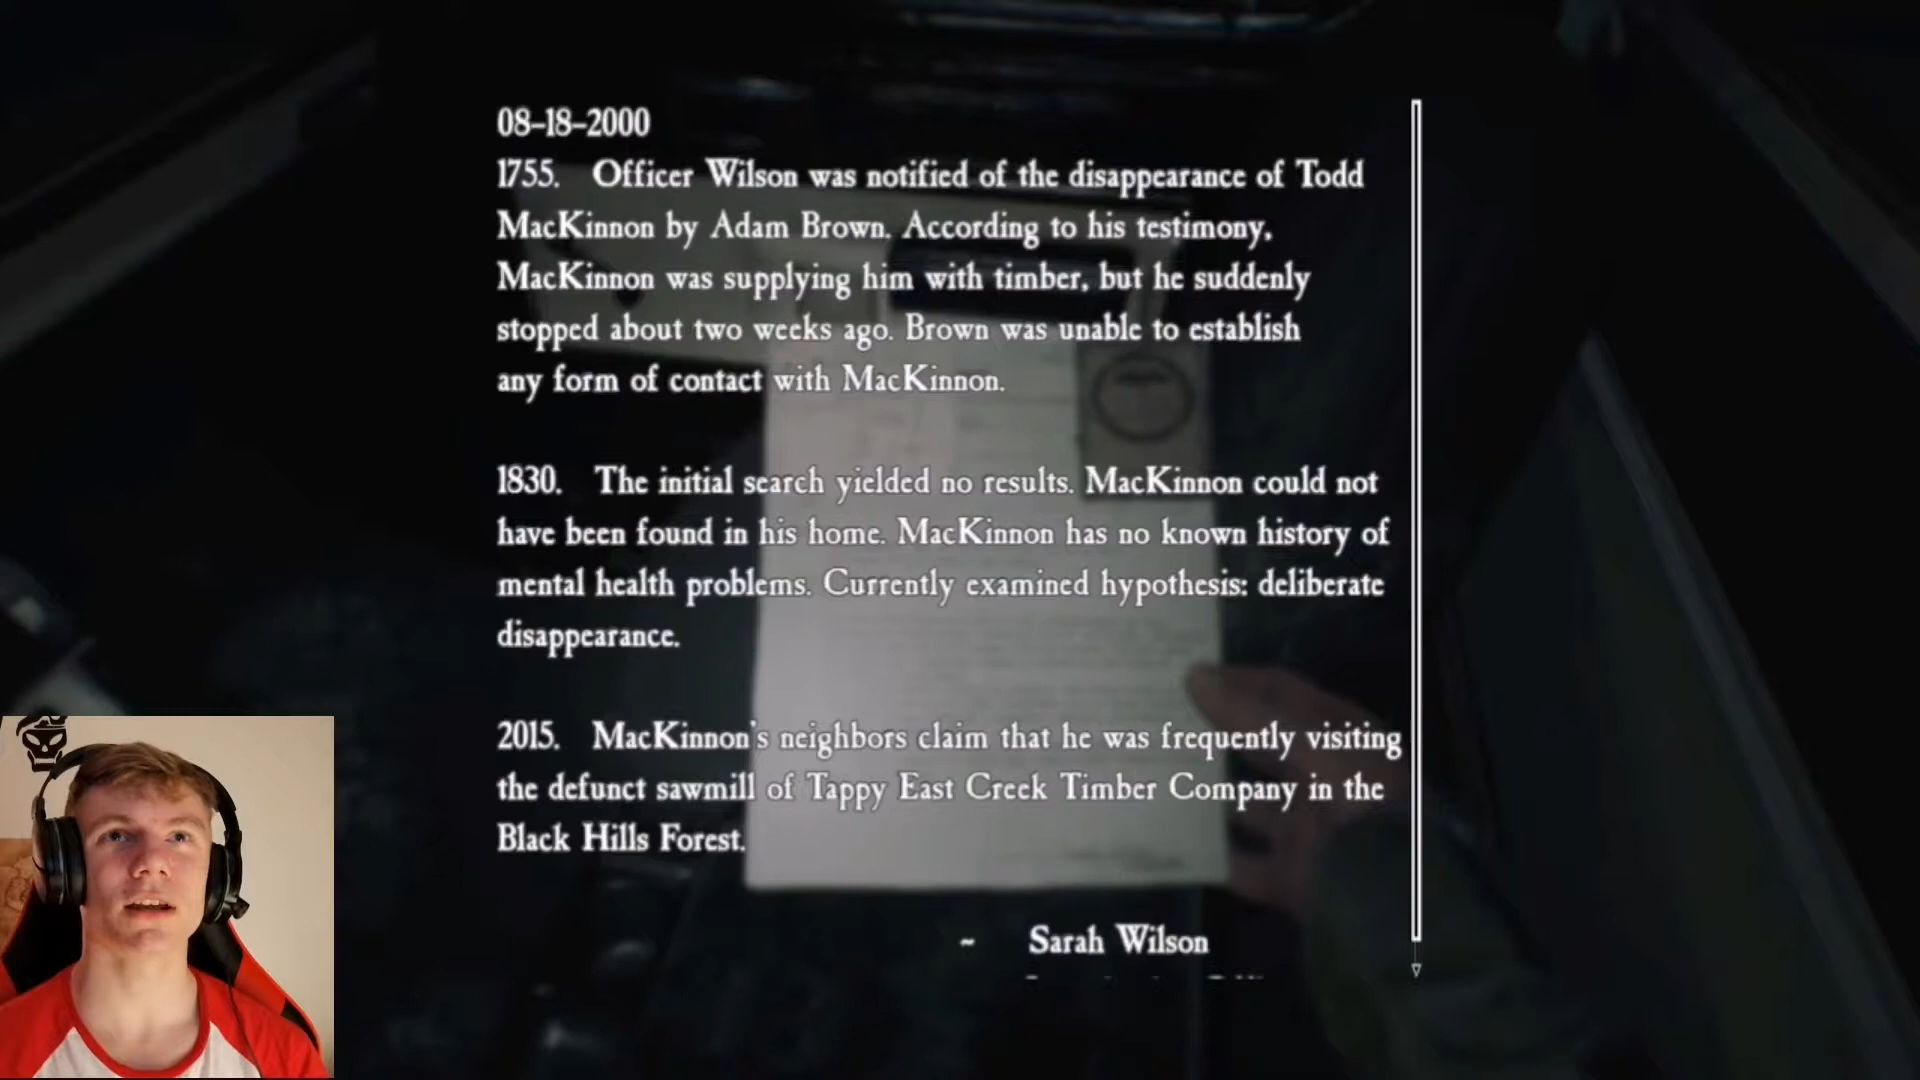 08-18-2000
1755. Officer Wilson was notified of the disappearance of Todd
MacKinnon by Adam Brown. According to his testimony,
MacKinnon was supplying him with timber, but he suddenly
stopped about two weeks ago. Brown was unable to establish
any form of contact with MacKinnon.
1830. The initial search yielded no results. MacKinnon could not
have been found in his home. MacKinnon has no known history of
mental health problems. Currently examined hypothesis: deliberate
disappearance.
2015. MacKinnon's neighbors claim that he was frequently visiting
the defunct sawmill of Tappy East Creek Timber Company in the
Black Hills Forest.
~ Sarah Wilson